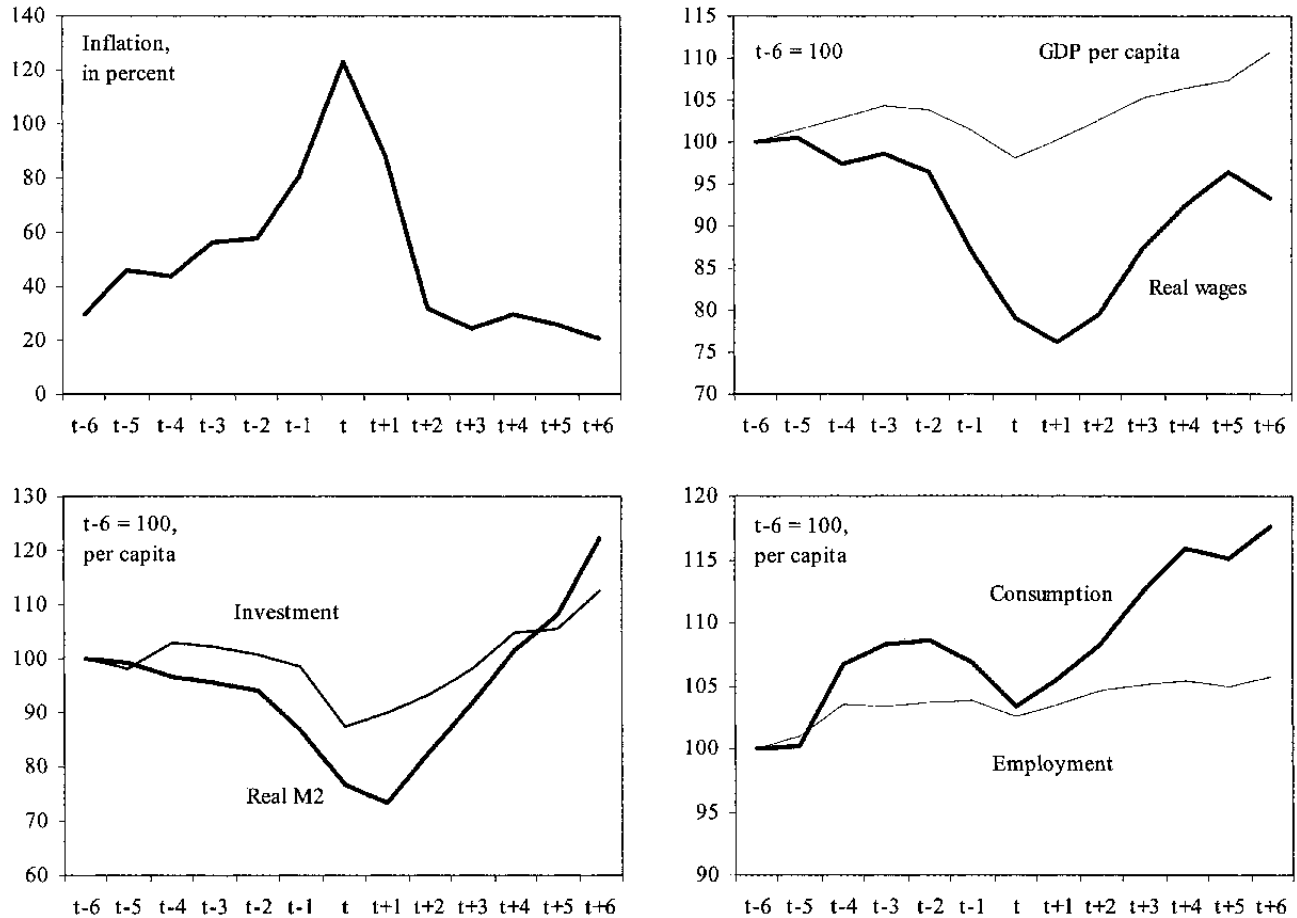 140
120
100
80
60
40
20
0
Inflation,
in percent
t-6 t-5 t-4 t-3 t-2 t-1 t t+1 t+2 t+3 t+4 t+5 t+6
115
110
105
100
95
90
85
80
75
70
t-6 = 100
GDP per capita
Real wages
t-6 t-5 t-4 t-3 t-2 t-1 t t+1 t+2 t+3 t+4 t+5 t+6
130
120
110
100
90
80
70
60
t-6 = 100,
per capita
Investment
Real M2
t-6 t-5 t-4 t-3 t-2 t-1 t t+1 t+2 t+3 t+4 t+5 t+6
120
115
110
105
100
95
90
t-6 = 100,
per capita
Consumption
Employment
t-6 t-5 t-4 t-3 t-2 t-1 t t+1 t+2 t+3 t+4 t+5 t+6